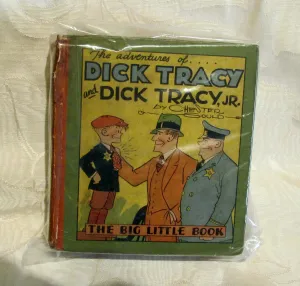 The adventures of.....
DICK TRACY
and DICK TRACY, JR.
BY CHESTER
GOULD
THE BIG LITTLE BOOK